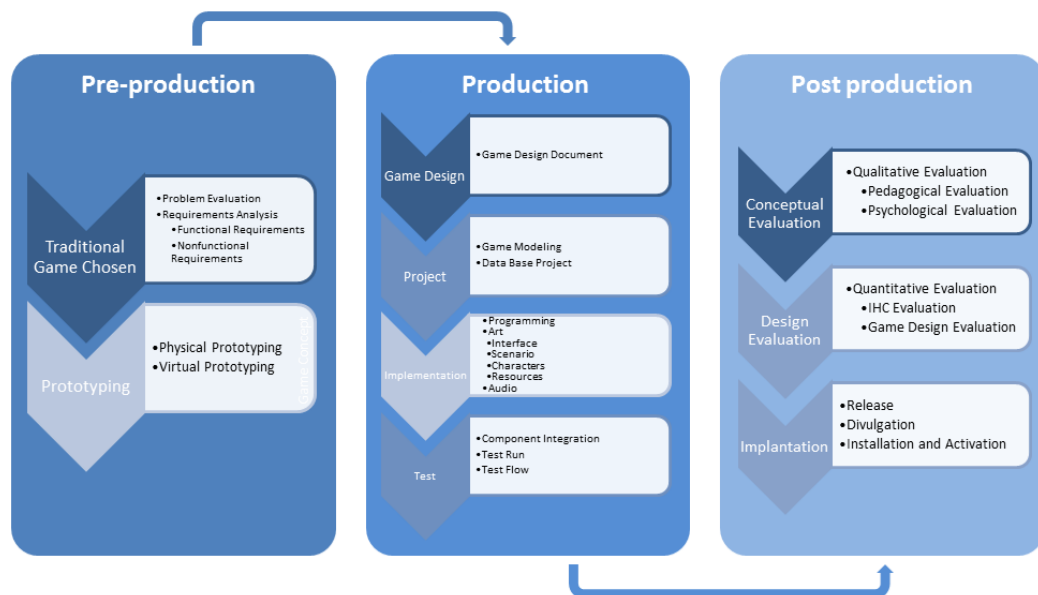 Pre-production
Traditional
Game Chosen
•Problem Evaluation
•Requirements Analysis
•Functional Requirements
•Nonfunctional
Requirements
Prototyping
•Physical Prototyping
•Virtual Prototyping
Game Concept
Production
Game Design
•Game Design Document
Project
•Game Modeling
•Data Base Project
Implementation
•Programming
•Art
•Interface
•Scenario
•Characters
•Resources
•Audio
Test
•Component Integration
•Test Run
•Test Flow
Post production
Conceptual
Evaluation
•Qualitative Evaluation
•Pedagogical Evaluation
•Psychological Evaluation
Design
Evaluation
•Quantitative Evaluation
•IHC Evaluation
•Game Design Evaluation
Implantation
•Release
•Divulgation
•Installation and Activation